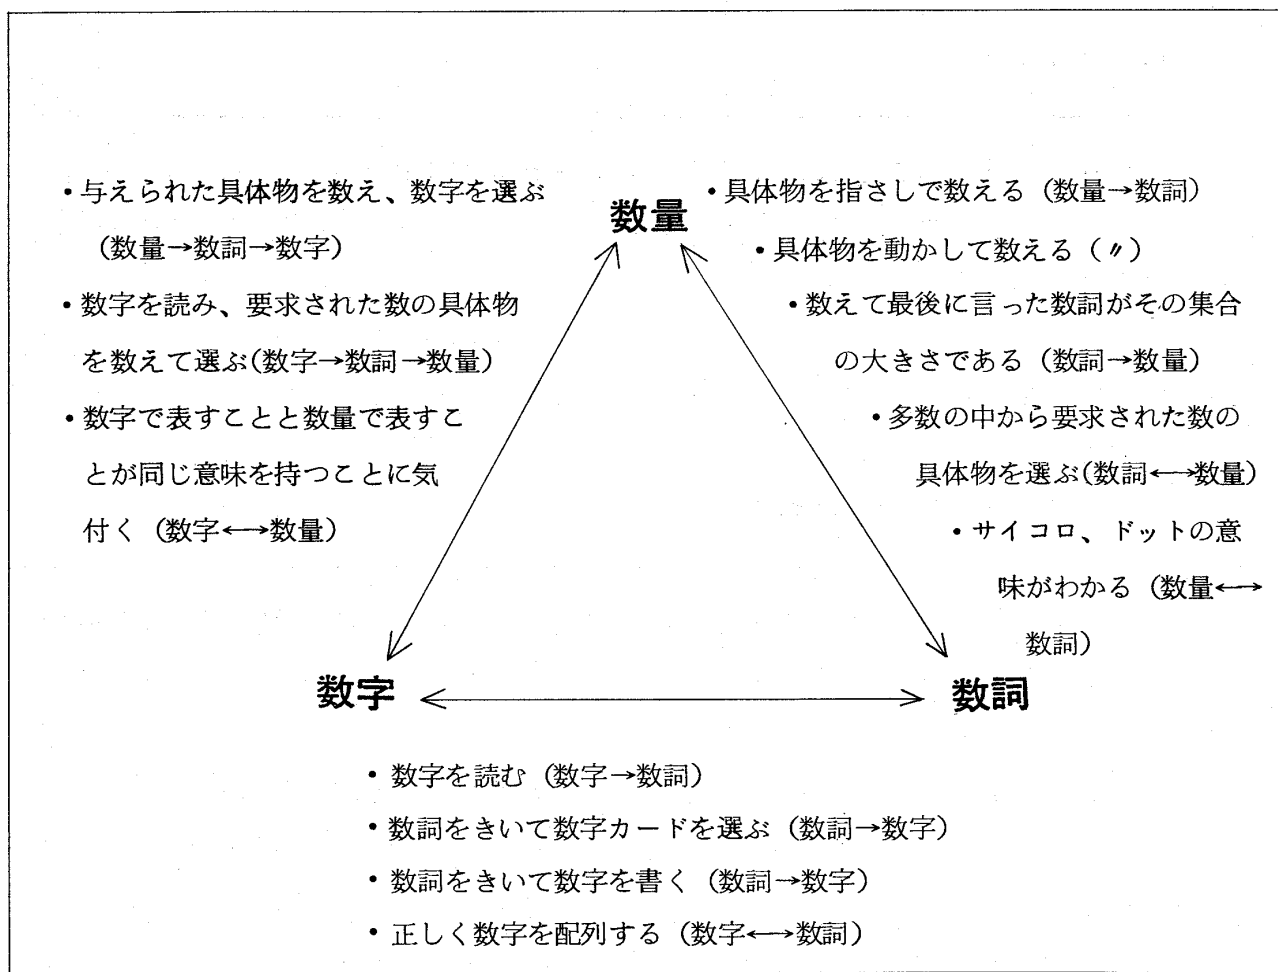 ・与えられた具体物を数え、数字を選ぶ
（数量→数詞→数字）
・数字を読み、要求された数の具体物
を数えて選ぶ(数字→数詞→数量)
・数字で表すことと数量で表すこ
とが同じ意味を持つことに気
付く（数字←→数量）
数量
・具体物を指さしで数える（数量→数詞）
・具体物を動かして数える（〃）
・数えて最後に言った数詞がその集合
の大きさである（数詞→数量）
・多数の中から要求された数の
具体物を選ぶ(数詞←→数量)
・サイコロ、ドットの意
味がわかる（数量←→
数詞）
数字
数詞
・数字を読む（数字→数詞）
・数詞をきいて数字カードを選ぶ（数詞→数字）
・数詞をきいて数字を書く（数詞→数字）
・正しく数字を配列する（数字←→数詞）